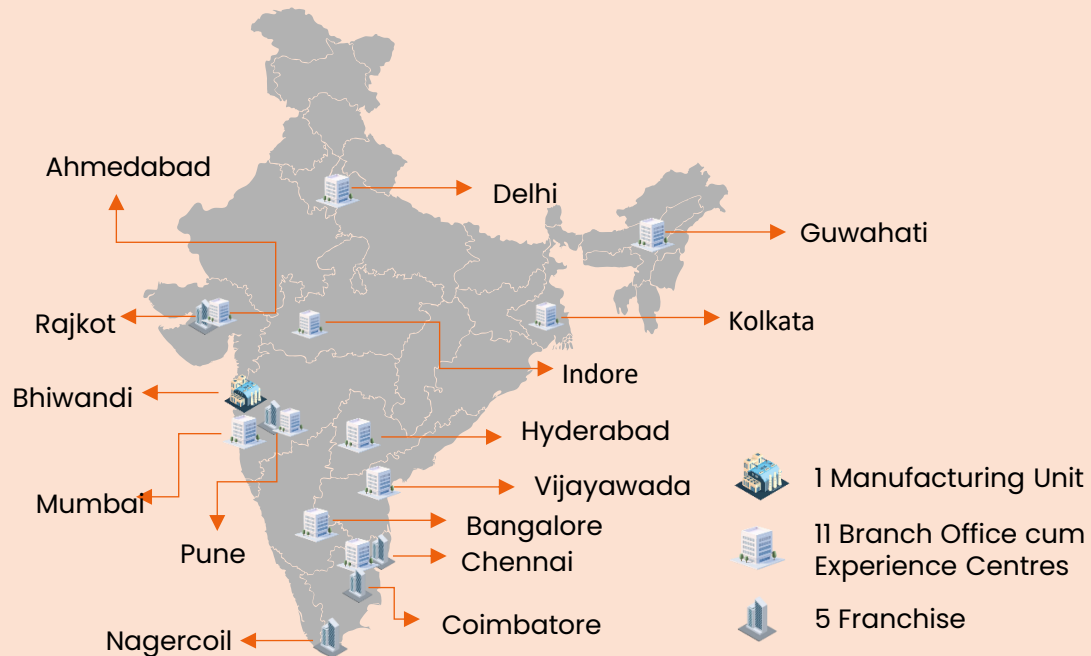 Ahmedabad
Delhi
Guwahati
Rajkot
Kolkata
Indore
Bhiwandi
Hyderabad
Mumbai
Vijayawada
1 Manufacturing Unit
Bangalore
Pune
Chennai
11 Branch Office cum
Experience Centres
Coimbatore
5 Franchise
Nagercoil